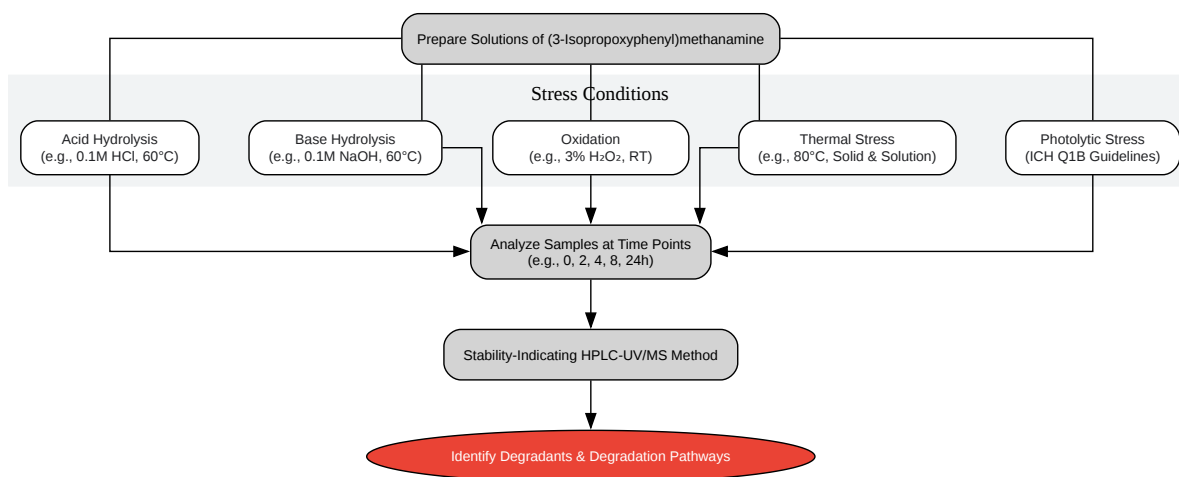 Prepare Solutions of (3-Isopropoxyphenyl)methanamine
Stress Conditions
Acid Hydrolysis
(e.g., 0.1M HCl, 60°C)
Base Hydrolysis
(e.g., 0.1M NaOH, 60°C)
Oxidation
(e.g., 3% H₂O₂, RT)
Thermal Stress
(e.g., 80°C, Solid & Solution)
Photolytic Stress
(ICH Q1B Guidelines)
Analyze Samples at Time Points
(e.g., 0, 2, 4, 8, 24h)
Stability-Indicating HPLC-UV/MS Method
Identify Degradants & Degradation Pathways